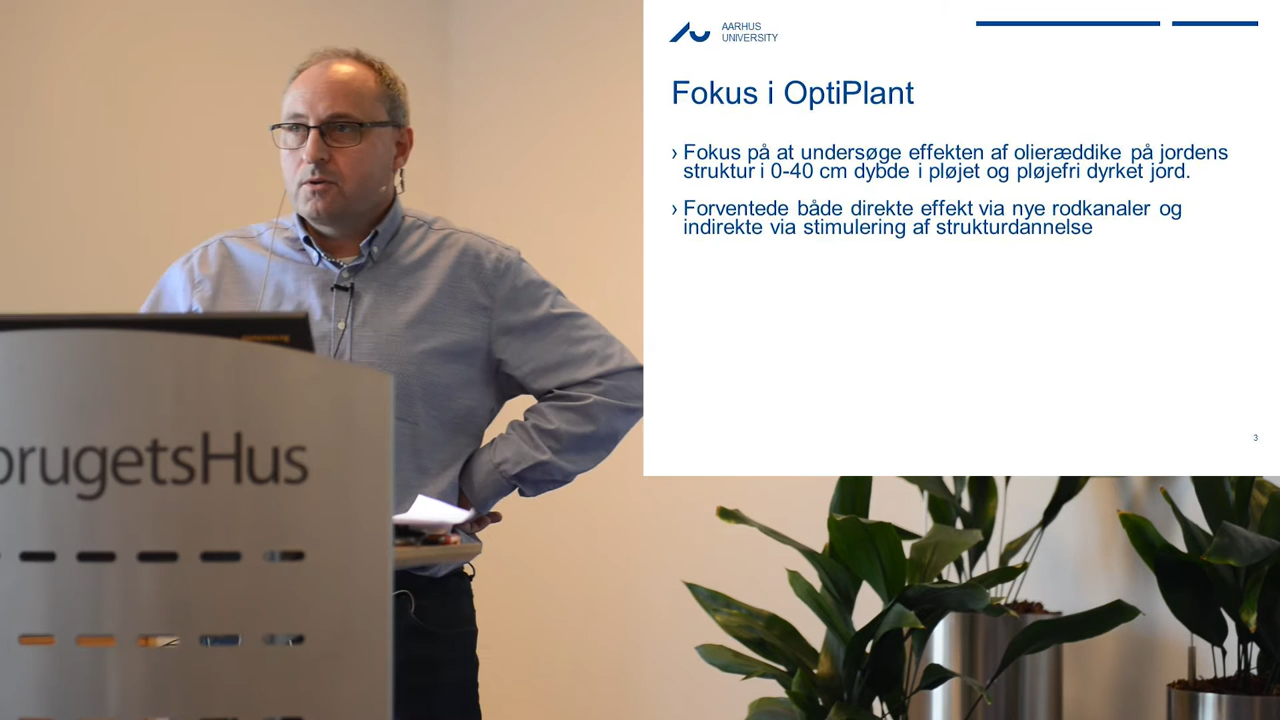 AARHUS
UNIVERSITY
Fokus i OptiPlant
› Fokus på at undersøge effekten af olieræddike på jordens
struktur i 0-40 cm dybde i pløjet og pløjefri dyrket jord.
› Forventede både direkte effekt via nye rodkanaler og
indirekte via stimulering af strukturdannelse
3
brugetsHus